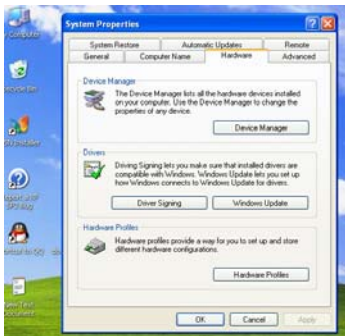 System Properties
System Restore Automatic Updates Remote
General Computer Name Hardware Advanced
Device Manager
The Device Manager lists all the hardware devices installed
on your computer. Use the Device Manager to change the
properties of any device.
Device Manager
Drivers
Driver Signing lets you make sure that installed drivers are
compatible with Windows. Windows Update lets you set up
how Windows connects to Windows Update for drivers.
Driver Signing Windows Update
Hardware Profiles
Hardware profiles provide a way for you to set up and store
different hardware configurations.
Hardware Profiles
OK Cancel Apply
Computer
New Text
Document